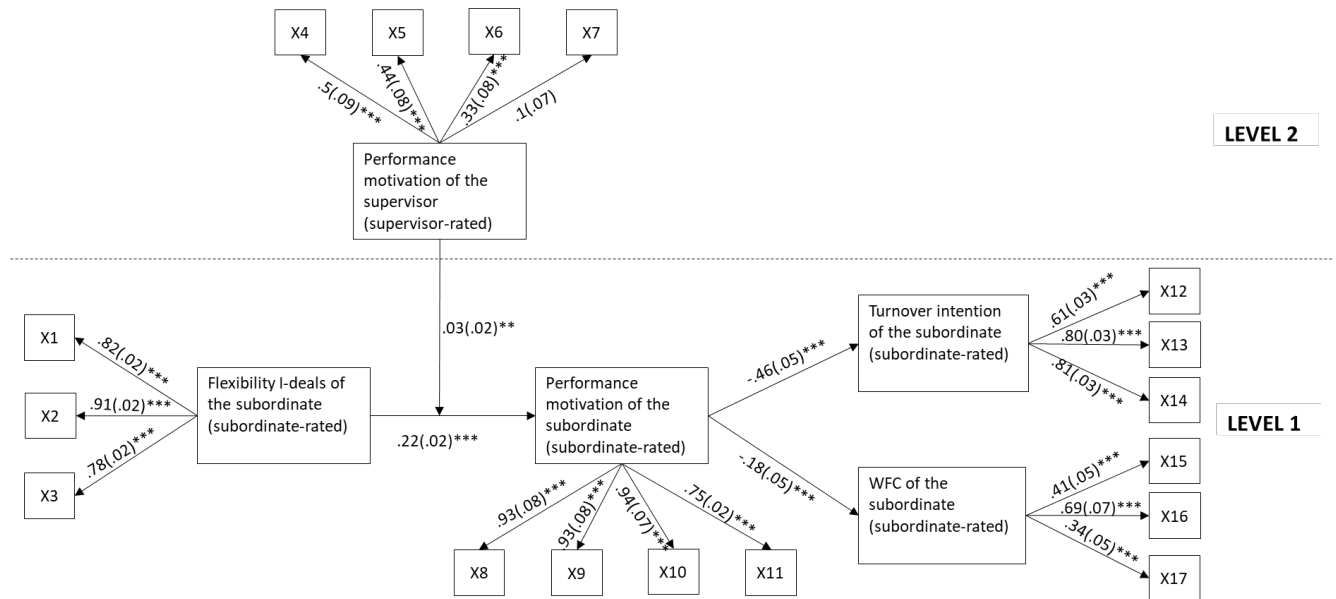 X4
X5
X6
X7
.5(.09)***
.44(.08)***
.33(.08)***
.1(.07)
Performance
motivation of the
supervisor
(supervisor-rated)
LEVEL 2
.03(.02)**
X1
X2
X3
.82(.02)***
.91(.02)***
.78(.02)***
Flexibility I-deals of
the subordinate
(subordinate-rated)
.22(.02)***
Performance
motivation of the
subordinate
(subordinate-rated)
.93(.08)***
.93(.08)***
.94(.07)***
.75(.02)***
X8
X9
X10
X11
-.46(.05)***
-.18(.05)***
Turnover intention
of the subordinate
(subordinate-rated)
.61(.03)***
.80(.03)***
.81(.03)***
X12
X13
X14
LEVEL 1
WFC of the
subordinate
(subordinate-rated)
.41(.05)***
.69(.07)***
.34(.05)***
X15
X16
X17